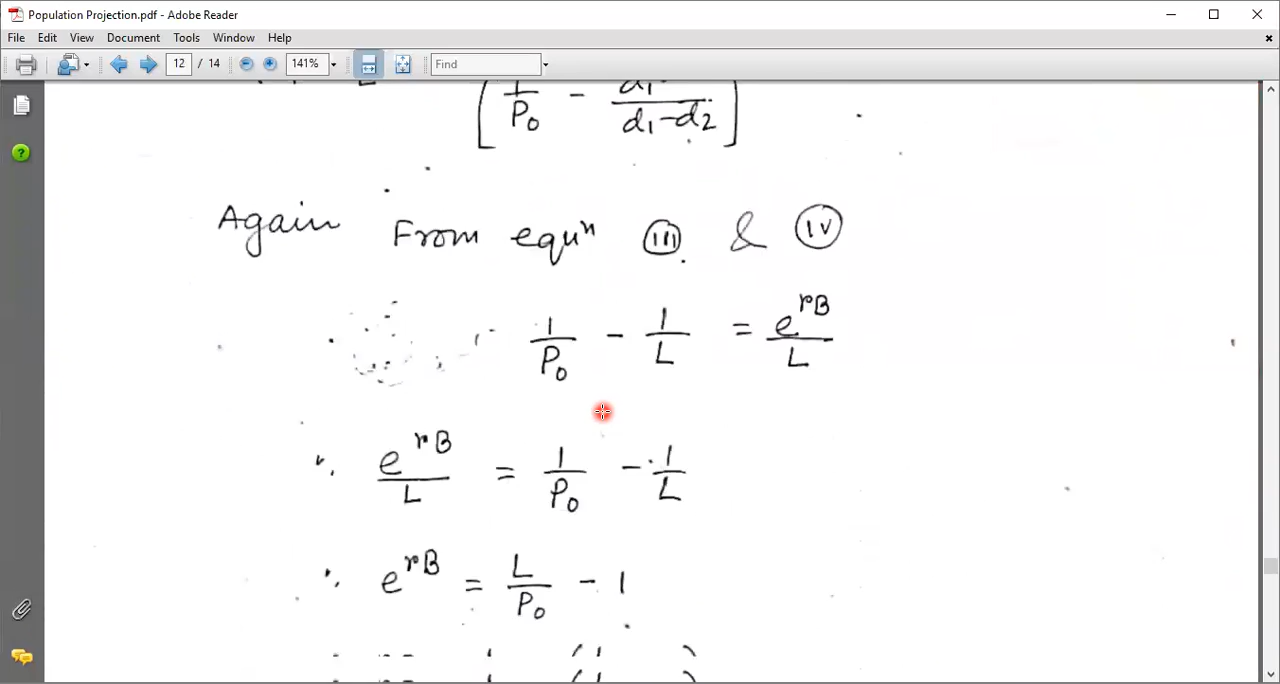 Population Projection.pdf - Adobe Reader
File Edit View Document Tools Window Help
12 / 14 141% Find
[1/P₀ - d₁/d₁-d₂]
Again From equⁿ (III) & (IV)
1/P₀ - 1/L = e^rB/L
∴ e^rB/L = 1/P₀ - 1/L
∴ e^rB = L/P₀ - 1